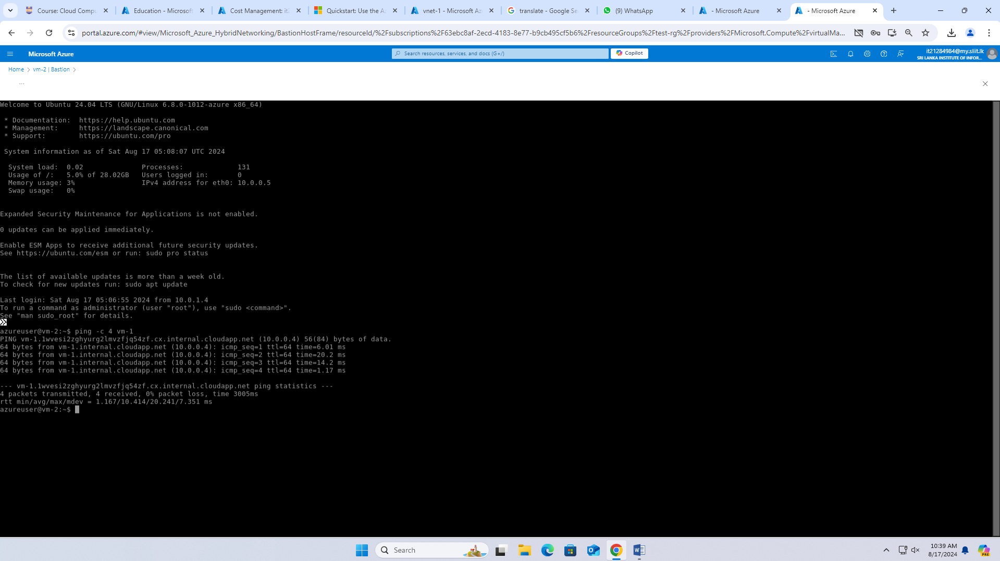 Course: Cloud Compu
Education - Microsoft
Cost Management: it2
Quickstart: Use the A
vnet-1 - Microsoft Az
translate - Google Se
(9) WhatsApp
- Microsoft Azure
- Microsoft Azure
portal.azure.com/#view/Microsoft_Azure_HybridNetworking/BastionHostFrame/resourceId/%2Fsubscriptions%2F63ebc8af-2ecd-4183-8e77-b9cb495cf5b6%2FresourceGroups%2Ftest-rg%2Fproviders%2FMicrosoft.Compute%2FvirtualMa...
Microsoft Azure
Search resources, services, and docs (G+/)
Copilot
it21284984@my.sliit.lk
SRI LANKA INSTITUTE OF INFOR...
Home > vm-2 | Bastion >
...
Welcome to Ubuntu 24.04 LTS (GNU/Linux 6.8.0-1012-azure x86_64)
* Documentation: https://help.ubuntu.com
* Management: https://landscape.canonical.com
* Support: https://ubuntu.com/pro
System information as of Sat Aug 17 05:08:07 UTC 2024
System load: 0.02 Processes: 131
Usage of /: 5.0% of 28.02GB Users logged in: 0
Memory usage: 3% IPv4 address for eth0: 10.0.0.5
Swap usage: 0%
Expanded Security Maintenance for Applications is not enabled.
0 updates can be applied immediately.
Enable ESM Apps to receive additional future security updates.
See https://ubuntu.com/esm or run: sudo pro status
The list of available updates is more than a week old.
To check for new updates run: sudo apt update
Last login: Sat Aug 17 05:06:55 2024 from 10.0.1.4
To run a command as administrator (user "root"), use "sudo <command>".
See "man sudo_root" for details.
azureuser@vm-2:~$ ping -c 4 vm-1
PING vm-1.1wvesi2zghyurg2lmvzfjq54zf.cx.internal.cloudapp.net (10.0.0.4) 56(84) bytes of data.
64 bytes from vm-1.internal.cloudapp.net (10.0.0.4): icmp_seq=1 ttl=64 time=6.01 ms
64 bytes from vm-1.internal.cloudapp.net (10.0.0.4): icmp_seq=2 ttl=64 time=20.2 ms
64 bytes from vm-1.internal.cloudapp.net (10.0.0.4): icmp_seq=3 ttl=64 time=14.2 ms
64 bytes from vm-1.internal.cloudapp.net (10.0.0.4): icmp_seq=4 ttl=64 time=1.17 ms
--- vm-1.1wvesi2zghyurg2lmvzfjq54zf.cx.internal.cloudapp.net ping statistics ---
4 packets transmitted, 4 received, 0% packet loss, time 3005ms
rtt min/avg/max/mdev = 1.167/10.414/20.241/7.351 ms
azureuser@vm-2:~$
Search
10:39 AM
8/17/2024
PRE